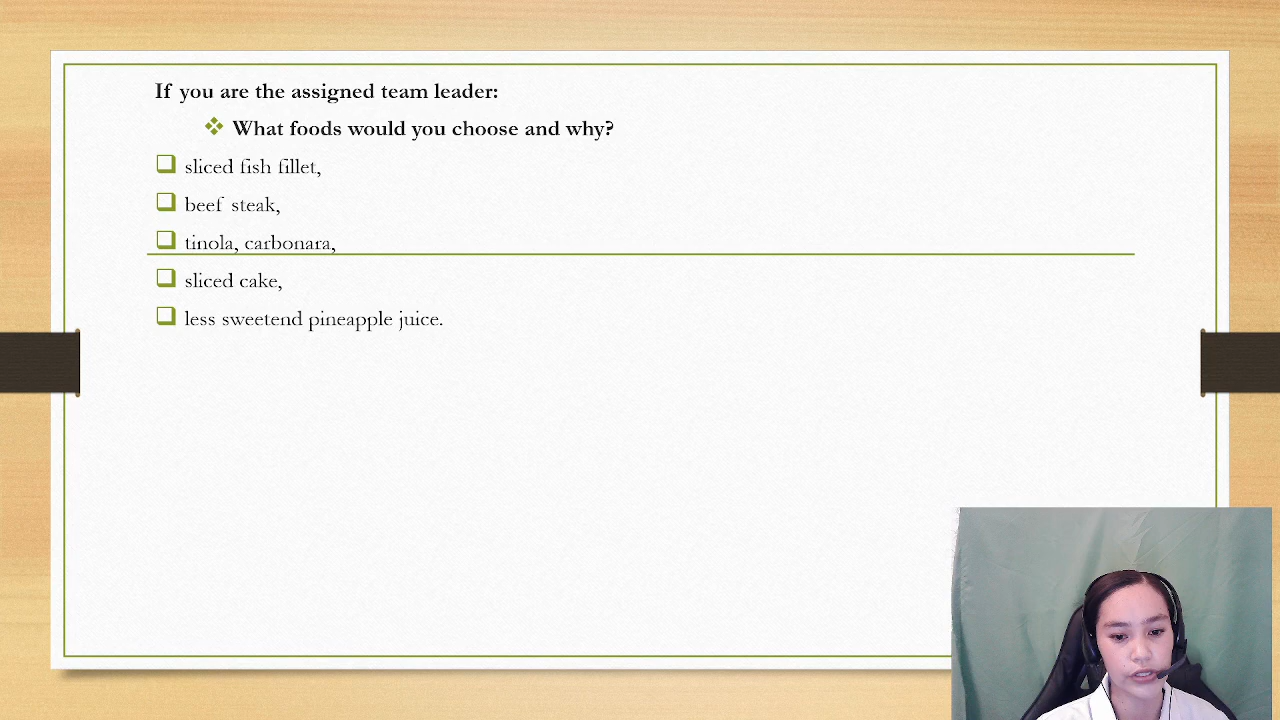 If you are the assigned team leader:
What foods would you choose and why?
sliced fish fillet,
beef steak,
tinola, carbonara,
sliced cake,
less sweetend pineapple juice.